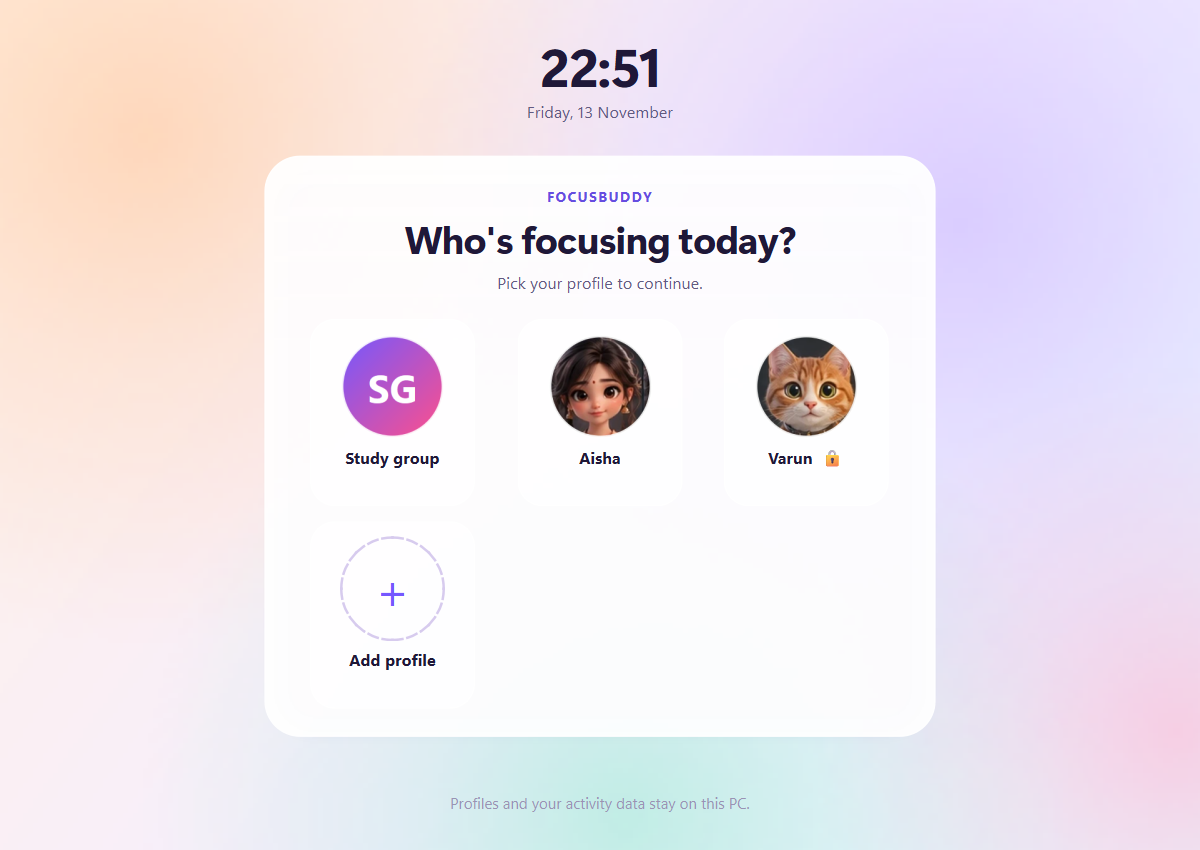 22:51
Friday, 13 November
FOCUSBUDDY
Who's focusing today?
Pick your profile to continue.
SG
Study group
Aisha
Varun
+
Add profile
Profiles and your activity data stay on this PC.